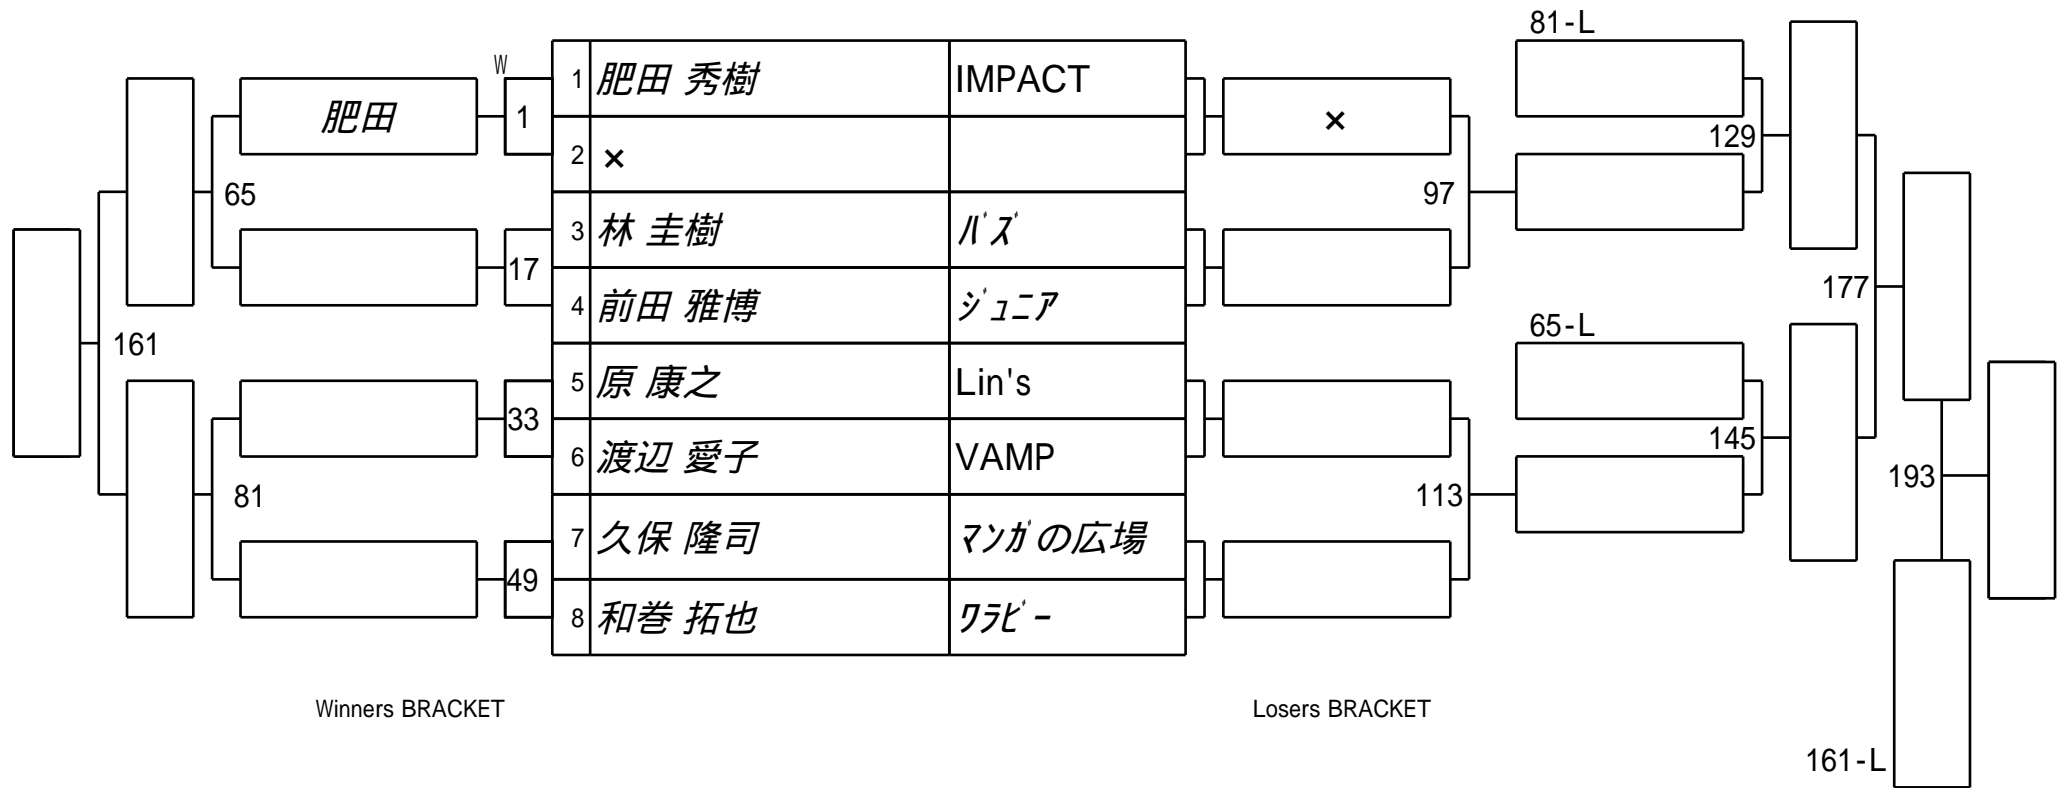 81-L
W
1 肥田 秀樹 IMPACT
肥田 1 × 129
2 ×
65 97
3 林 圭樹 ﾊﾞｽﾞ
17
4 前田 雅博 ｼﾞｭﾆｱ 177
65-L
161
5 原 康之 Lin's
33
6 渡辺 愛子 VAMP 145
81 113 193
7 久保 隆司 ﾏﾝｶﾞの広場
49
8 和巻 拓也 ﾜﾗﾋﾞｰ
Winners BRACKET Losers BRACKET
161-L